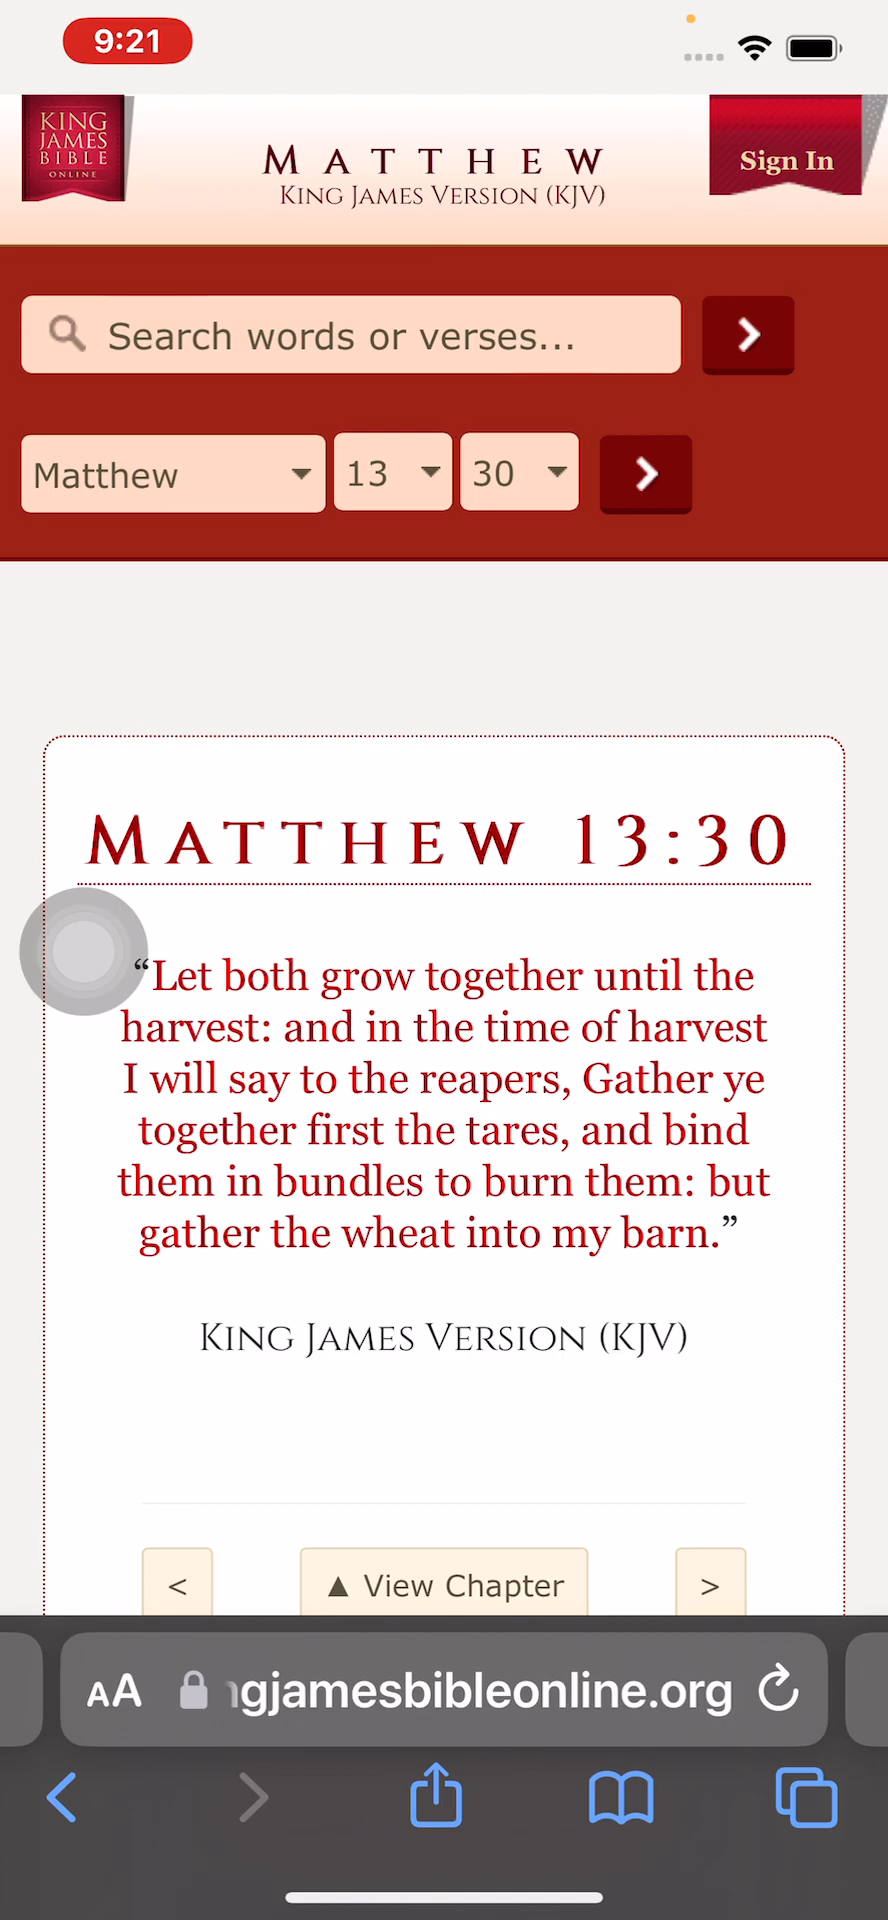 9:21
KING
JAMES
BIBLE
ONLINE
MATTHEW
KING JAMES VERSION (KJV)
Sign In
Search words or verses...
Matthew
13
30
MATTHEW 13:30
“Let both grow together until the
harvest: and in the time of harvest
I will say to the reapers, Gather ye
together first the tares, and bind
them in bundles to burn them: but
gather the wheat into my barn.”
KING JAMES VERSION (KJV)
<
▲ View Chapter
>
AA
gjamesbibleonline.org